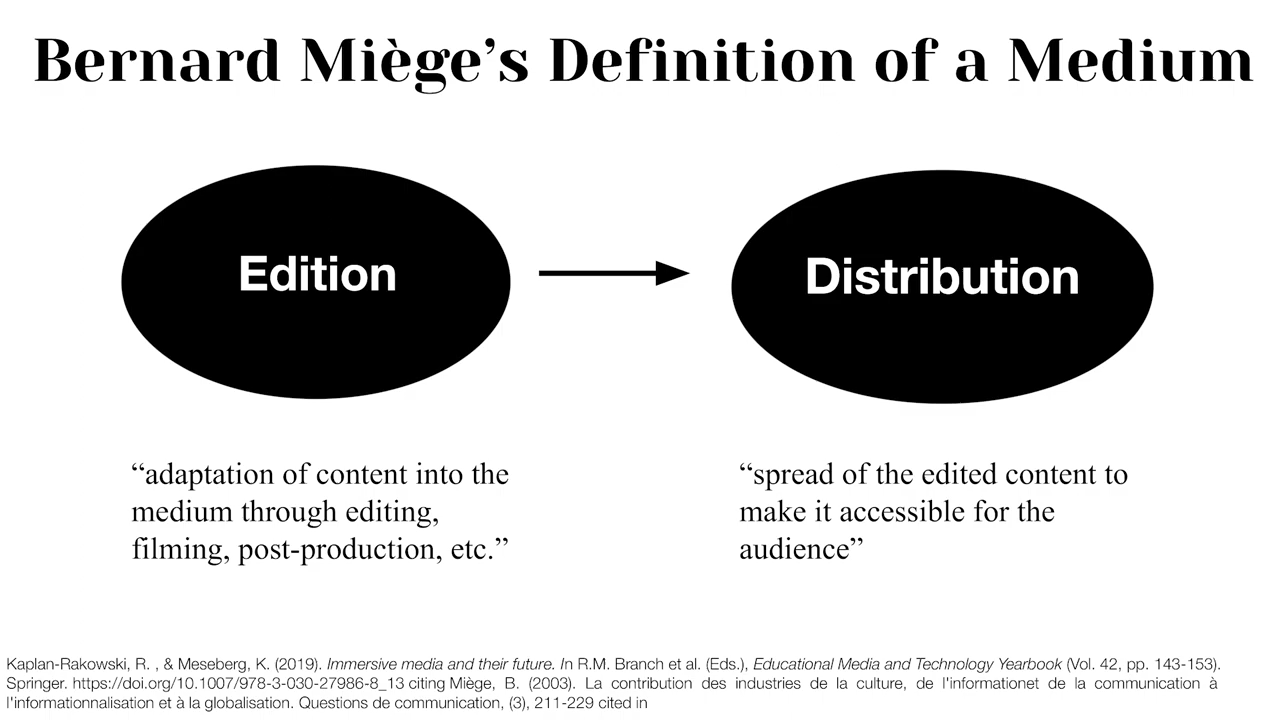 Bernard Miège’s Definition of a Medium
Edition
Distribution
“adaptation of content into the
medium through editing,
filming, post-production, etc.”
“spread of the edited content to
make it accessible for the
audience”
Kaplan-Rakowski, R. , & Meseberg, K. (2019). Immersive media and their future. In R.M. Branch et al. (Eds.), Educational Media and Technology Yearbook (Vol. 42, pp. 143-153).
Springer. https://doi.org/10.1007/978-3-030-27986-8_13 citing Miège, B. (2003). La contribution des industries de la culture, de l'informationet de la communication à
l'informationnalisation et à la globalisation. Questions de communication, (3), 211-229 cited in